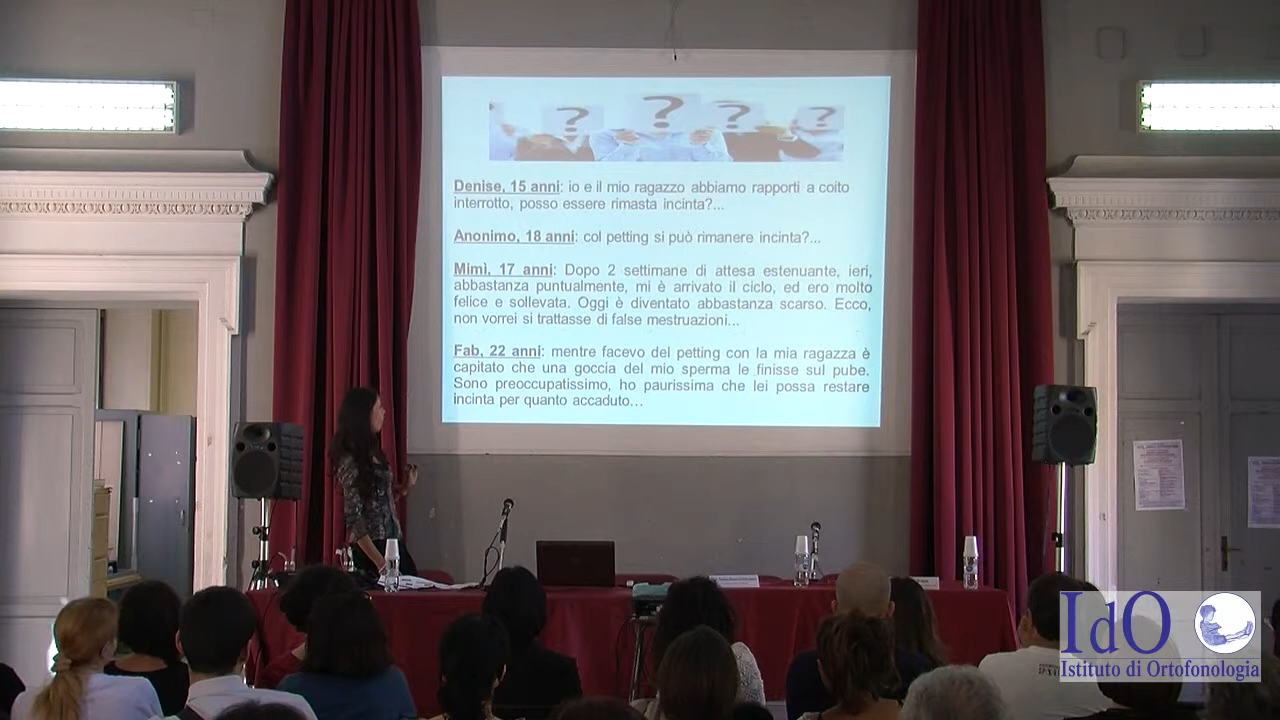 ? ? ? ?
Denise, 15 anni: io e il mio ragazzo abbiamo rapporti a coito
interrotto, posso essere rimasta incinta?...
Anonimo, 18 anni: col petting si può rimanere incinta?...
Mimì, 17 anni: Dopo 2 settimane di attesa estenuante, ieri,
abbastanza puntualmente, mi è arrivato il ciclo, ed ero molto
felice e sollevata. Oggi è diventato abbastanza scarso. Ecco,
non vorrei si trattasse di false mestruazioni...
Fab, 22 anni: mentre facevo del petting con la mia ragazza è
capitato che una goccia del mio sperma le finisse sul pube.
Sono preoccupatissimo, ho paurissima che lei possa restare
incinta per quanto accaduto...
IdO
Istituto di Ortofonologia